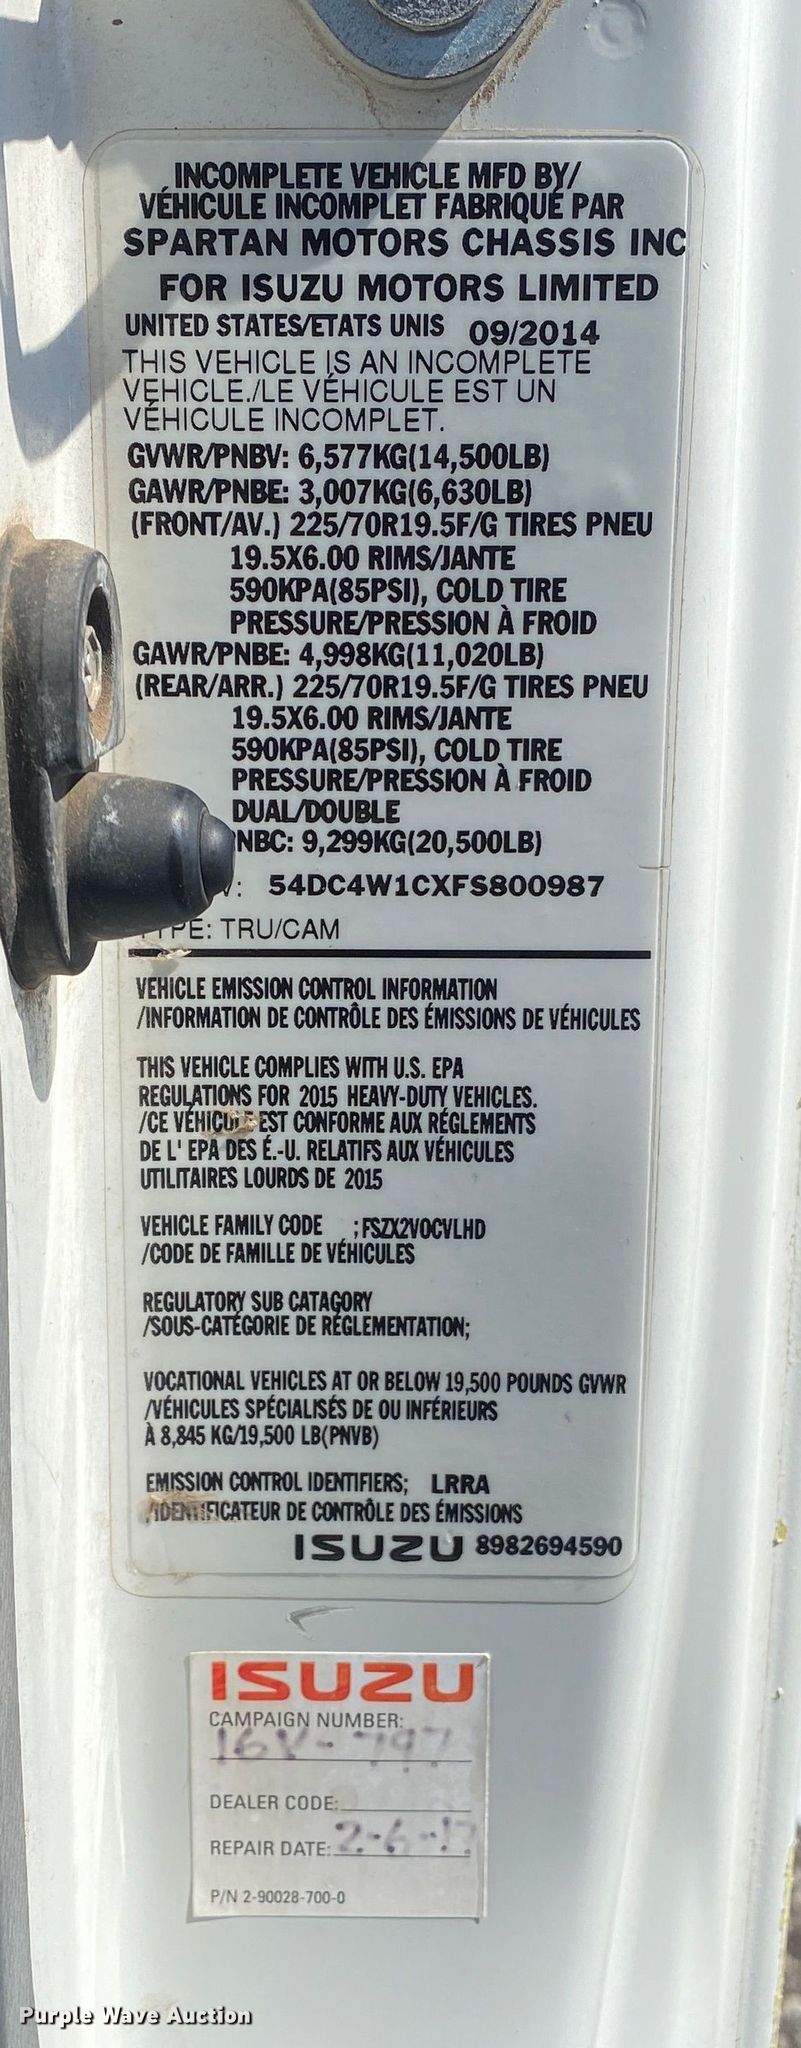 INCOMPLETE VEHICLE MFD BY/
VÉHICULE INCOMPLET FABRIQUÉ PAR
SPARTAN MOTORS CHASSIS INC
FOR ISUZU MOTORS LIMITED
UNITED STATES/ETATS UNIS 09/2014
THIS VEHICLE IS AN INCOMPLETE
VEHICLE./LE VÉHICULE EST UN
VÉHICULE INCOMPLET.
GVWR/PNBV: 6,577KG(14,500LB)
GAWR/PNBE: 3,007KG(6,630LB)
(FRONT/AV.) 225/70R19.5F/G TIRES PNEU
19.5X6.00 RIMS/JANTE
590KPA(85PSI), COLD TIRE
PRESSURE/PRESSION À FROID
GAWR/PNBE: 4,998KG(11,020LB)
(REAR/ARR.) 225/70R19.5F/G TIRES PNEU
19.5X6.00 RIMS/JANTE
590KPA(85PSI), COLD TIRE
PRESSURE/PRESSION À FROID
DUAL/DOUBLE
NBC: 9,299KG(20,500LB)
: 54DC4W1CXFS800987
TYPE: TRU/CAM
VEHICLE EMISSION CONTROL INFORMATION
/INFORMATION DE CONTRÔLE DES ÉMISSIONS DE VÉHICULES
THIS VEHICLE COMPLIES WITH U.S. EPA
REGULATIONS FOR 2015 HEAVY-DUTY VEHICLES.
/CE VÉHICULE EST CONFORME AUX RÉGLEMENTS
DE L' EPA DES É.-U. RELATIFS AUX VÉHICULES
UTILITAIRES LOURDS DE 2015
VEHICLE FAMILY CODE ;FSZX2VOCVLHD
/CODE DE FAMILLE DE VÉHICULES
REGULATORY SUB CATAGORY
/SOUS-CATÉGORIE DE RÉGLEMENTATION;
VOCATIONAL VEHICLES AT OR BELOW 19,500 POUNDS GVWR
/VÉHICULES SPÉCIALISÉS DE OU INFÉRIEURS
À 8,845 KG/19,500 LB(PNVB)
EMISSION CONTROL IDENTIFIERS; LRRA
/IDENTIFICATEUR DE CONTRÔLE DES ÉMISSIONS
ISUZU 8982694590
ISUZU
CAMPAIGN NUMBER:
16V-797
DEALER CODE:
REPAIR DATE: 2-6-17
P/N 2-90028-700-0
Purple Wave Auction